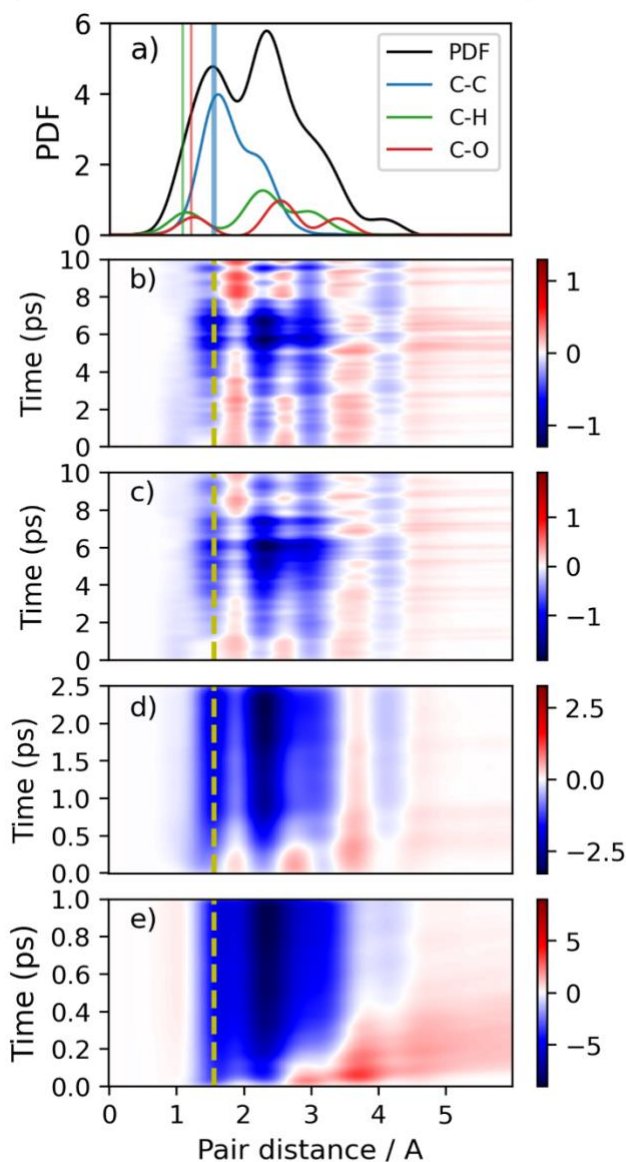 a)
PDF
6
4
2
0
PDF
C-C
C-H
C-O
b)
Time (ps)
10
8
6
4
2
0
1
0
−1
c)
Time (ps)
10
8
6
4
2
0
1
0
−1
d)
Time (ps)
2.5
2.0
1.5
1.0
0.5
0.0
2.5
0.0
−2.5
e)
Time (ps)
1.0
0.8
0.6
0.4
0.2
0.0
5
0
−5
0 1 2 3 4 5
Pair distance / A